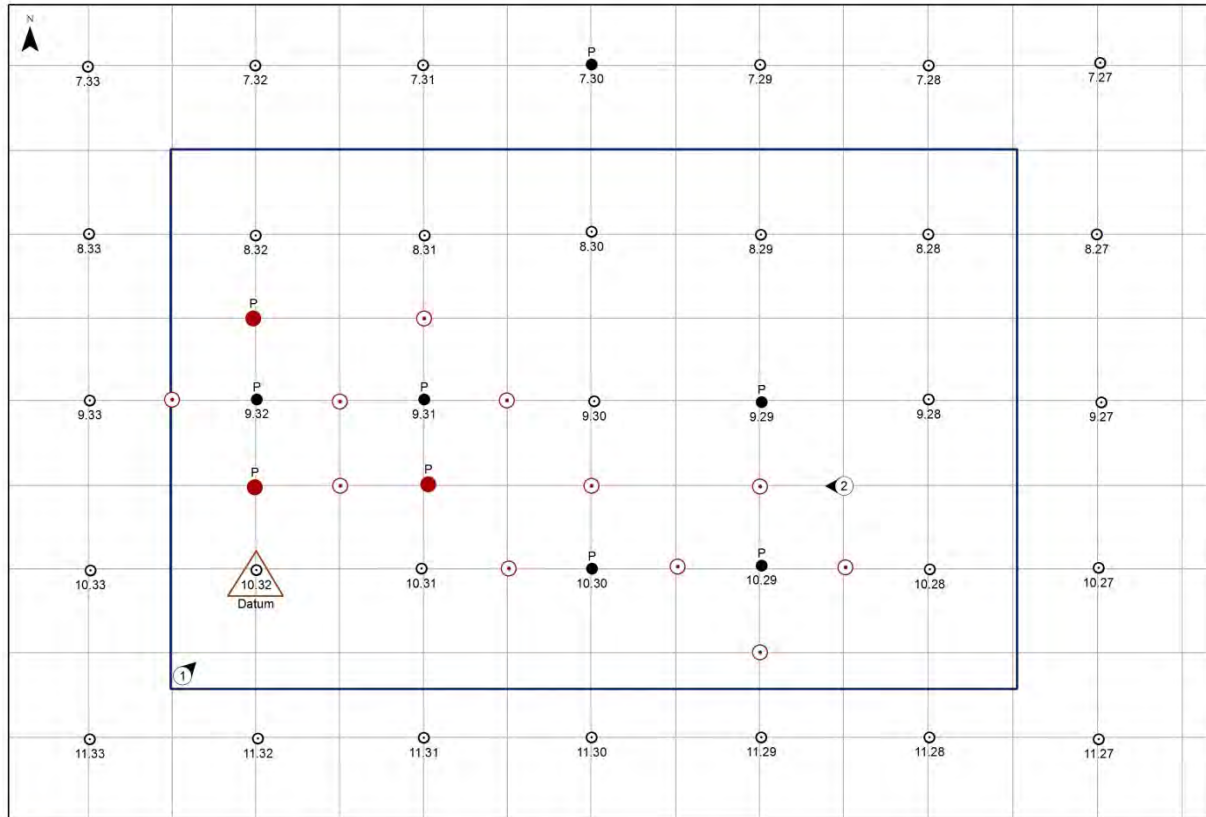 N
P
7.33 7.32 7.31 7.30 7.29 7.28 7.27
8.33 8.32 8.31 8.30 8.29 8.28 8.27
P
P P P
9.33 9.32 9.31 9.30 9.29 9.28 9.27
P P
2
P P
10.33 10.32 10.31 10.30 10.29 10.28 10.27
Datum
1
11.33 11.32 11.31 11.30 11.29 11.28 11.27